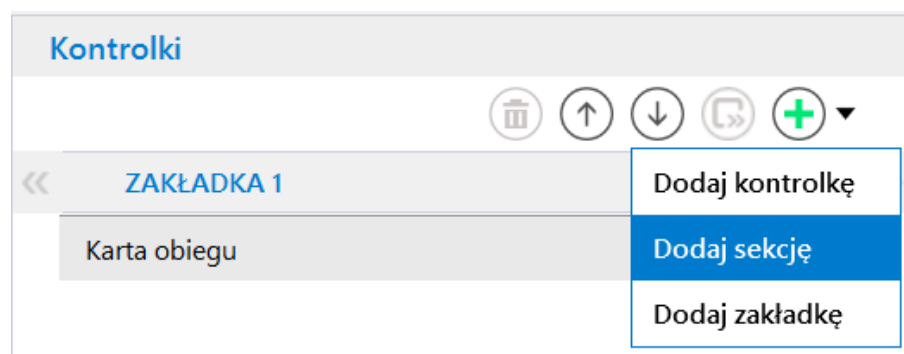 Kontrolki
ZAKŁADKA 1
Dodaj kontrolkę
Karta obiegu
Dodaj sekcję
Dodaj zakładkę